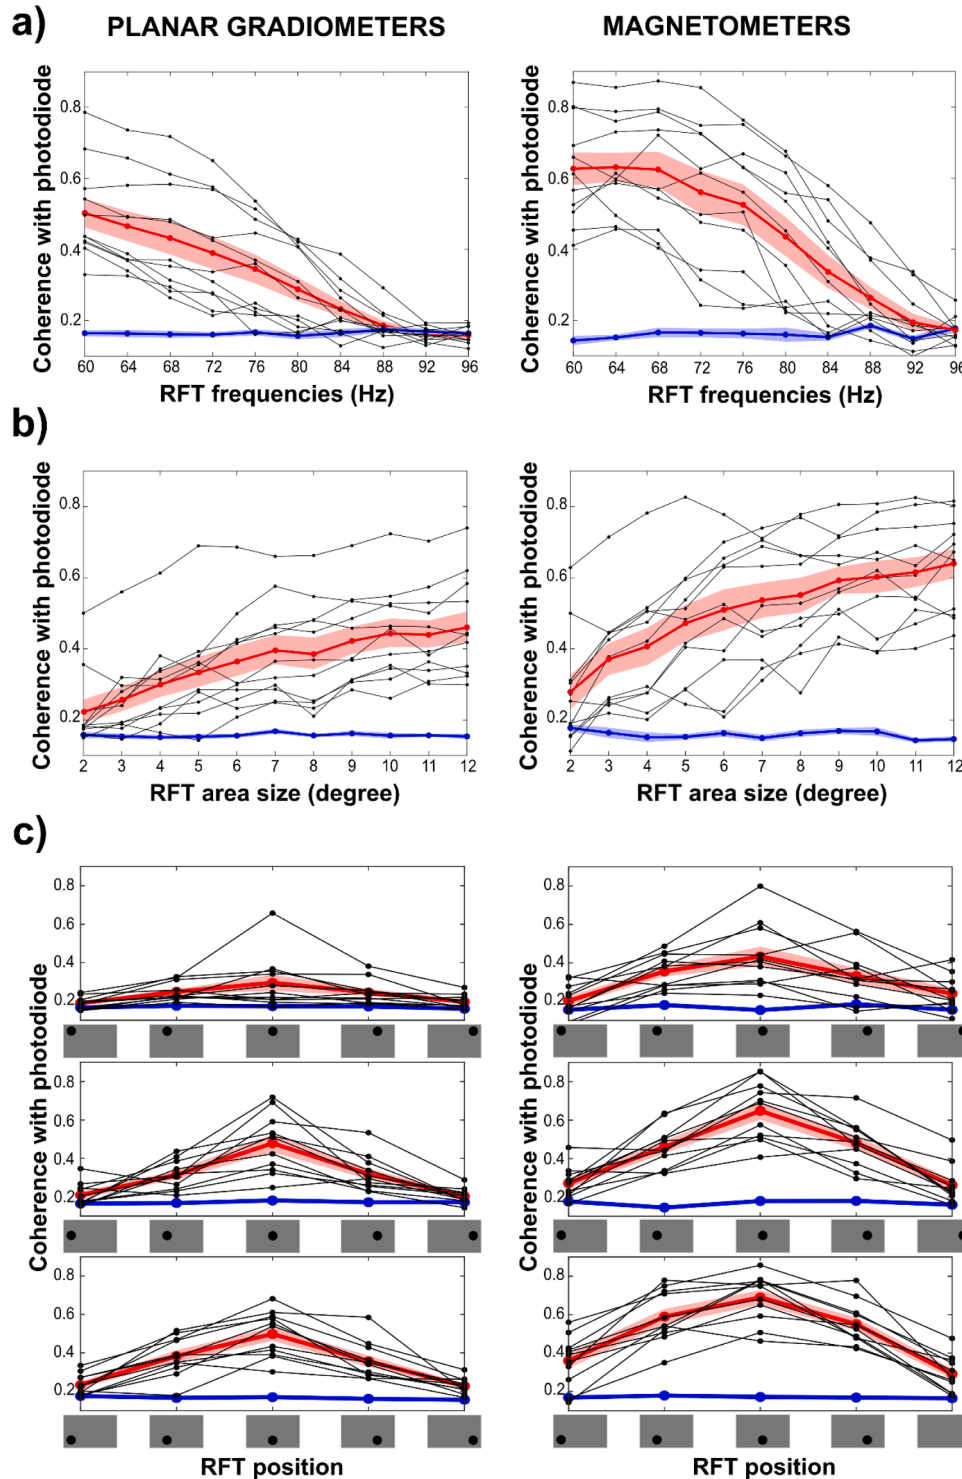 a)
PLANAR GRADIOMETERS
MAGNETOMETERS
Coherence with photodiode
0.8
0.6
0.4
0.2
60 64 68 72 76 80 84 88 92 96
RFT frequencies (Hz)
Coherence with photodiode
0.8
0.6
0.4
0.2
60 64 68 72 76 80 84 88 92 96
RFT frequencies (Hz)
b)
Coherence with photodiode
0.8
0.6
0.4
0.2
2 3 4 5 6 7 8 9 10 11 12
RFT area size (degree)
Coherence with photodiode
0.8
0.6
0.4
0.2
2 3 4 5 6 7 8 9 10 11 12
RFT area size (degree)
c)
Coherence with photodiode
0.8
0.6
0.4
0.2
0.8
0.6
0.4
0.2
0.8
0.6
0.4
0.2
RFT position
Coherence with photodiode
0.8
0.6
0.4
0.2
0.8
0.6
0.4
0.2
0.8
0.6
0.4
0.2
RFT position